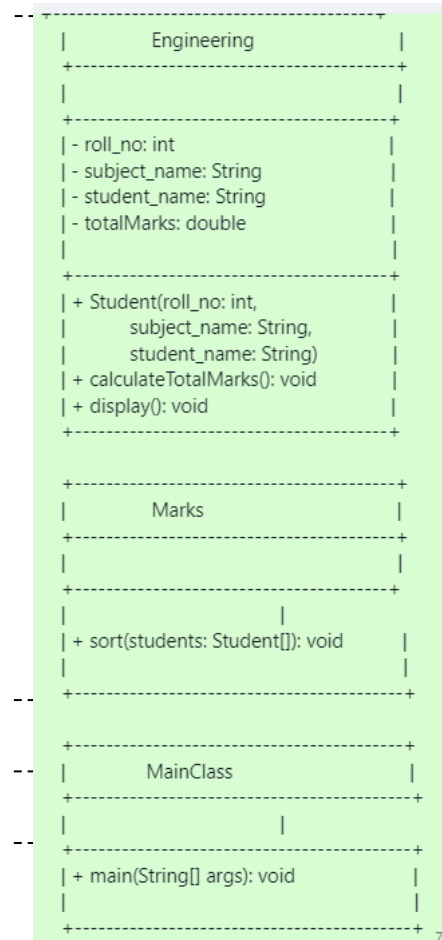 Engineering
- roll_no: int
- subject_name: String
- student_name: String
- totalMarks: double
+ Student(roll_no: int,
subject_name: String,
student_name: String)
+ calculateTotalMarks(): void
+ display(): void
Marks
+ sort(students: Student[]): void
MainClass
+ main(String[] args): void
7